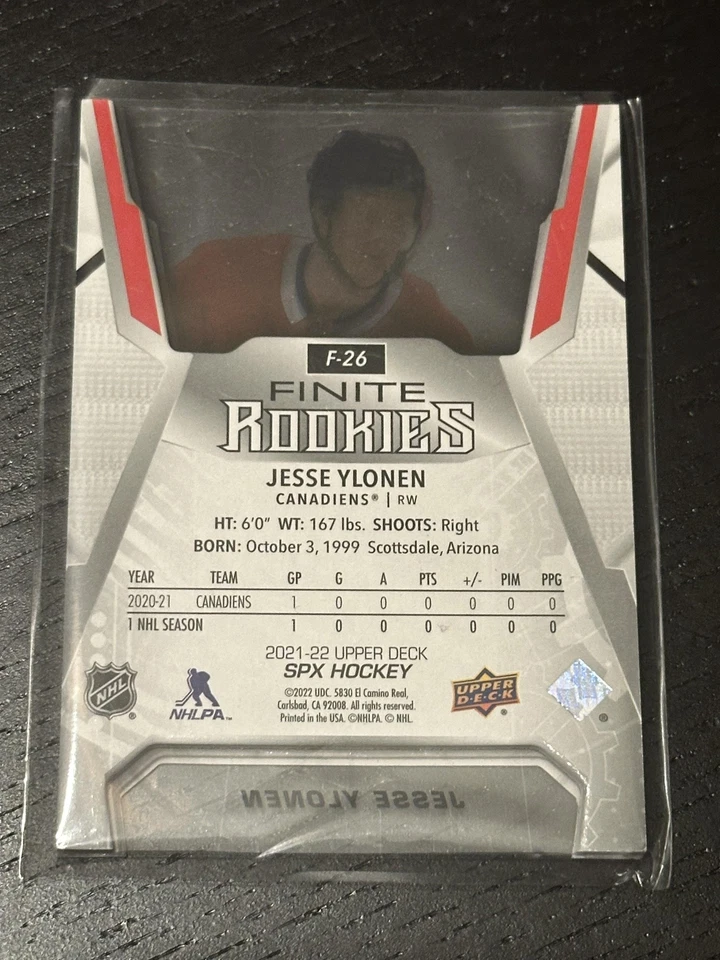 F-26
FINITE
ROOKIES
JESSE YLONEN
CANADIENS® | RW
HT: 6'0" WT: 167 lbs. SHOOTS: Right
BORN: October 3, 1999 Scottsdale, Arizona
YEAR TEAM GP G A PTS +/- PIM PPG
2020-21 CANADIENS 1 0 0 0 0 0 0
1 NHL SEASON 1 0 0 0 0 0 0
2021-22 UPPER DECK
SPX HOCKEY
©2022 UDC. 5830 El Camino Real,
Carlsbad, CA 92008. All rights reserved.
Printed in the USA. ©NHLPA. © NHL.
NHL ®
NHLPA™
UPPER
DECK ®
®
JESSE YLONEN